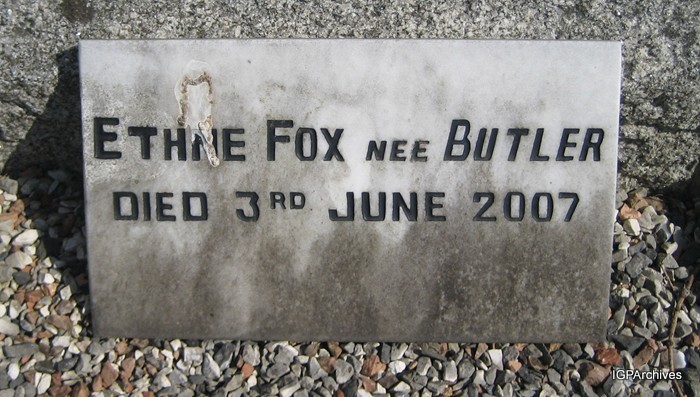 ETHNE FOX NEE BUTLER
DIED 3RD JUNE 2007
IGPArchives